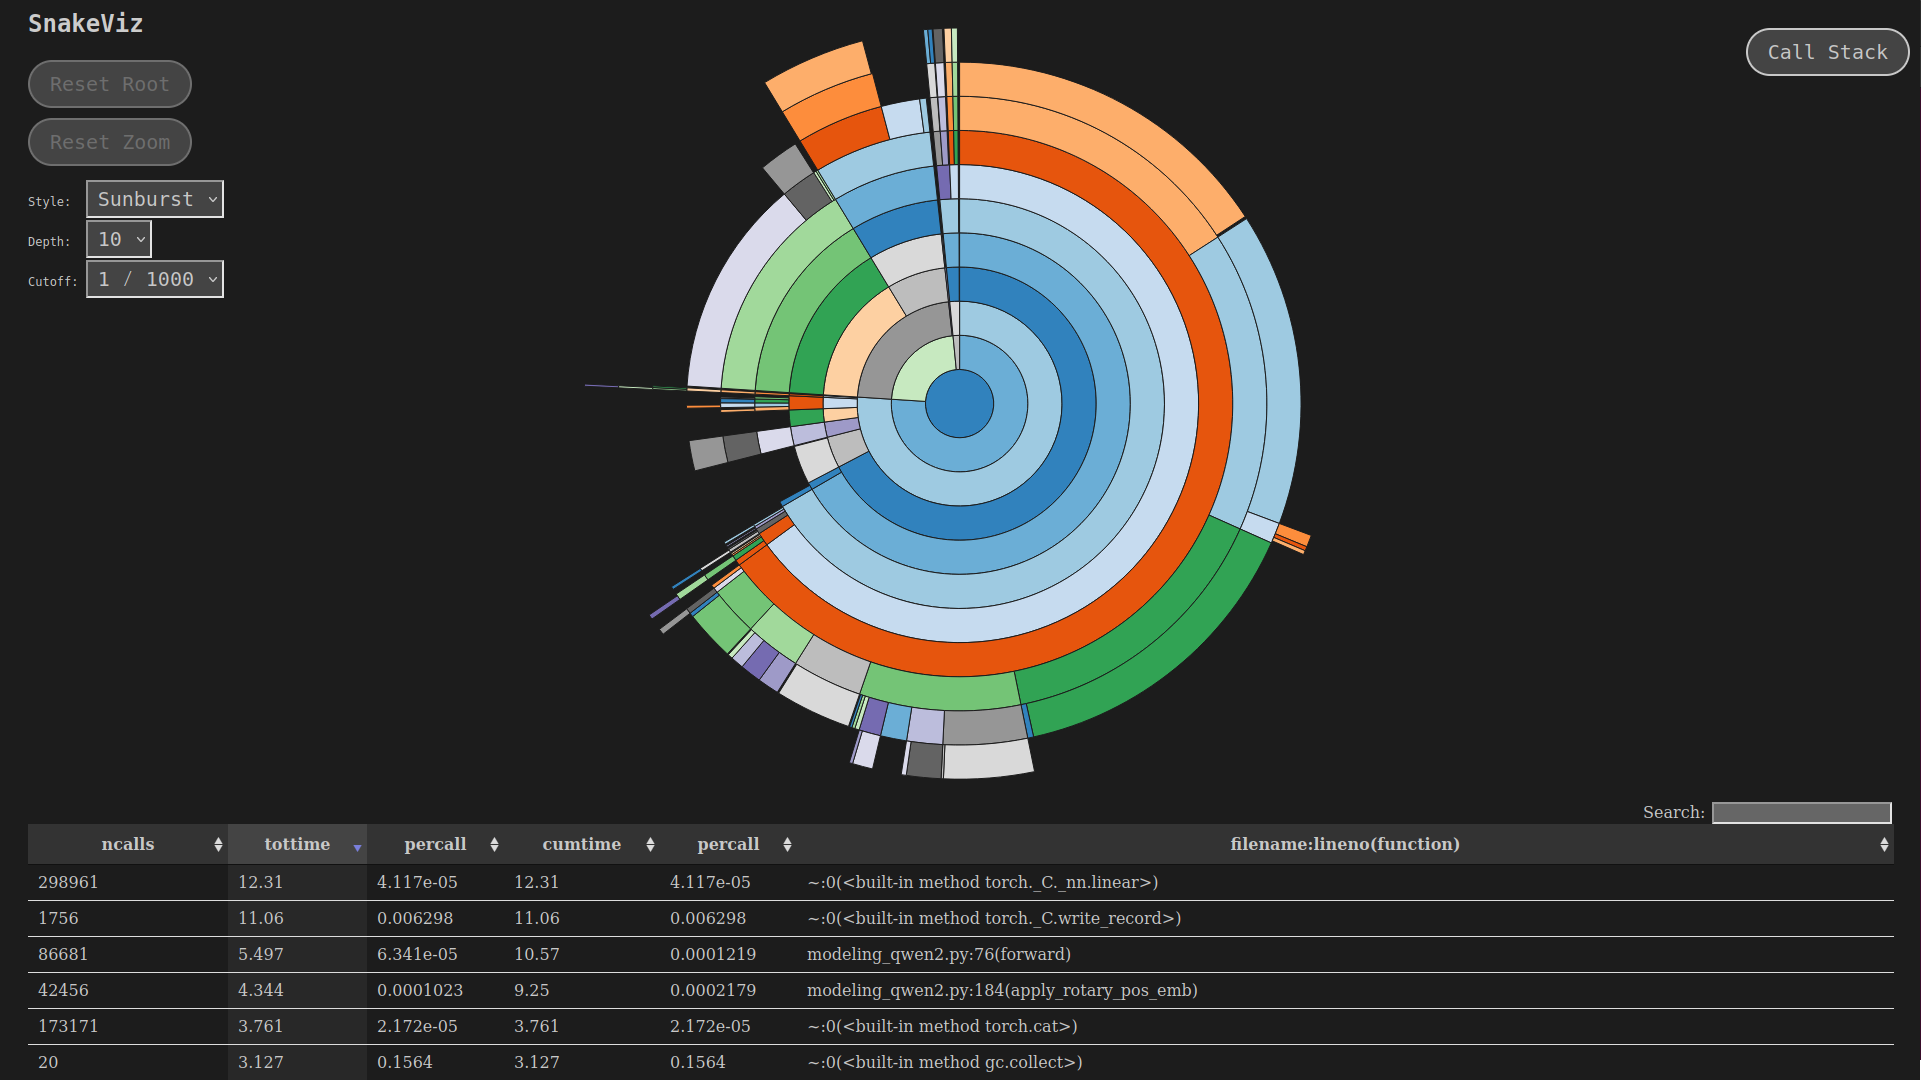 SnakeViz
Call Stack
Reset Root
Reset Zoom
Style: Sunburst
Depth: 10
Cutoff: 1 / 1000
Search:
ncalls tottime percall cumtime percall filename:lineno(function)
298961 12.31 4.117e-05 12.31 4.117e-05 ~:0(<built-in method torch._C._nn.linear>)
1756 11.06 0.006298 11.06 0.006298 ~:0(<built-in method torch._C.write_record>)
86681 5.497 6.341e-05 10.57 0.0001219 modeling_qwen2.py:76(forward)
42456 4.344 0.0001023 9.25 0.0002179 modeling_qwen2.py:184(apply_rotary_pos_emb)
173171 3.761 2.172e-05 3.761 2.172e-05 ~:0(<built-in method torch.cat>)
20 3.127 0.1564 3.127 0.1564 ~:0(<built-in method gc.collect>)